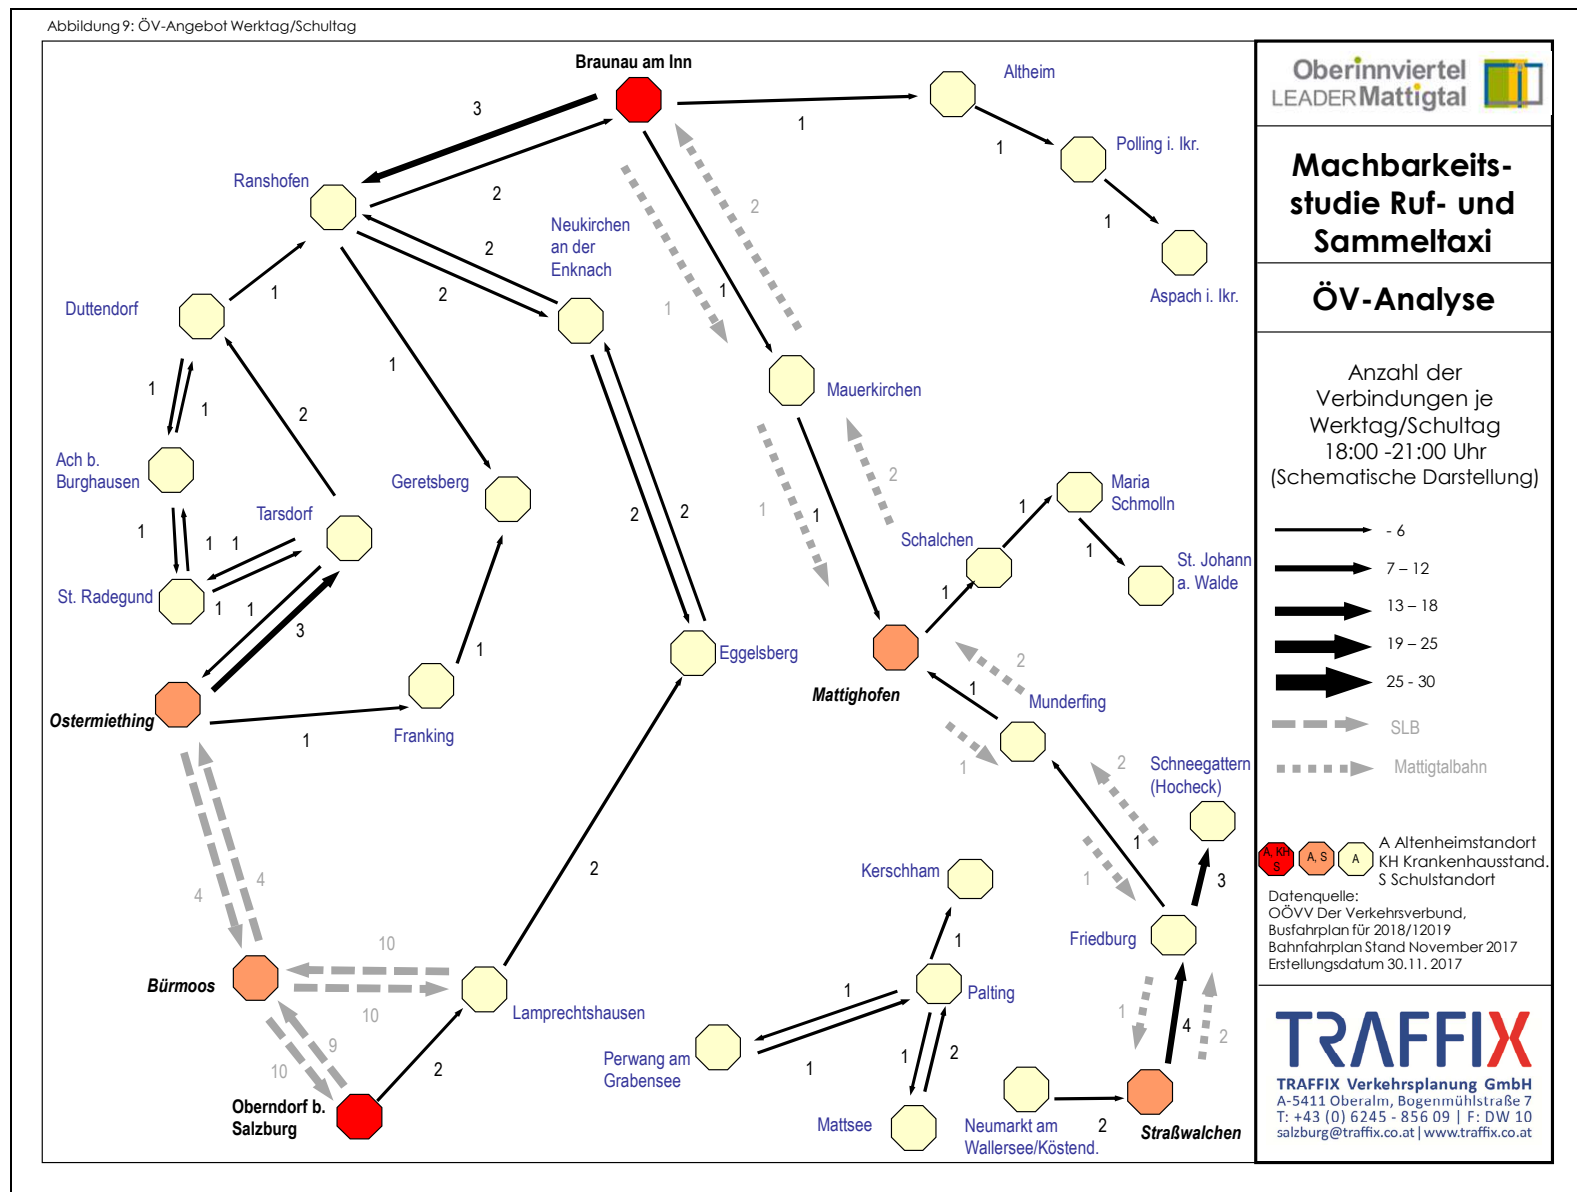 Abbildung 9: ÖV-Angebot Werktag/Schultag
Braunau am Inn
Altheim
3
1
Polling i. Ikr.
1
Ranshofen
2
2
1
Neukirchen
an der
Enknach
2
2
Aspach i. Ikr.
Duttendorf
1
1
1
1
Mauerkirchen
1
1
2
Ach b.
Burghausen
Geretsberg
1
2
Maria
Schmolln
1
1
1
1
Tarsdorf
2
2
1
Schalchen
1
St. Johann
a. Walde
St. Radegund
1
1
3
1
Eggelsberg
1
2
Mattighofen
1
Munderfing
Ostermiething
1
Franking
1
2
Schneegattern
(Hocheck)
1
4
4
2
Kerschham
1
3
Friedburg
10
1
Bürmoos
10
Lamprechtshausen
1
Palting
1
4
2
9
10
2
Perwang am
Grabensee
1
1
2
Oberndorf b.
Salzburg
Mattsee
Neumarkt am
Wallersee/Köstend.
2
Straßwalchen
Oberinnviertel
LEADER Mattigtal
Machbarkeits-
studie Ruf- und
Sammeltaxi
ÖV-Analyse
Anzahl der
Verbindungen je
Werktag/Schultag
18:00 -21:00 Uhr
(Schematische Darstellung)
- 6
7 – 12
13 – 18
19 – 25
25 - 30
SLB
Mattigtalbahn
A, KH
S
A, S
A
A Altenheimstandort
KH Krankenhausstand.
S Schulstandort
Datenquelle:
OÖVV Der Verkehrsverbund,
Busfahrplan für 2018/12019
Bahnfahrplan Stand November 2017
Erstellungsdatum 30.11. 2017
TRAFFIX
TRAFFIX Verkehrsplanung GmbH
A-5411 Oberalm, Bogenmühlstraße 7
T: +43 (0) 6245 - 856 09 | F: DW 10
salzburg@traffix.co.at | www.traffix.co.at